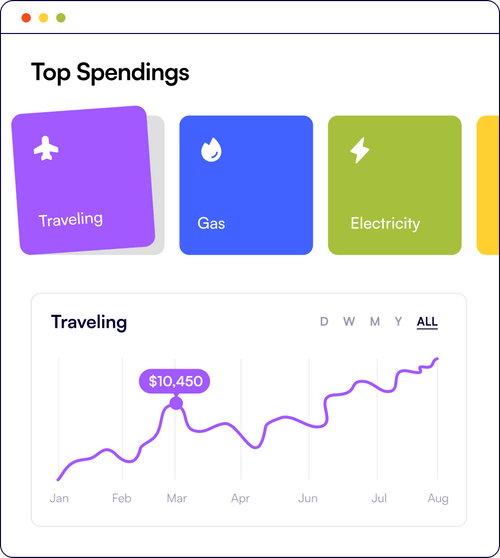 Top Spendings
Traveling
Gas
Electricity
Traveling
D W M Y ALL
$10,450
Jan Feb Mar Apr Jun Jul Aug